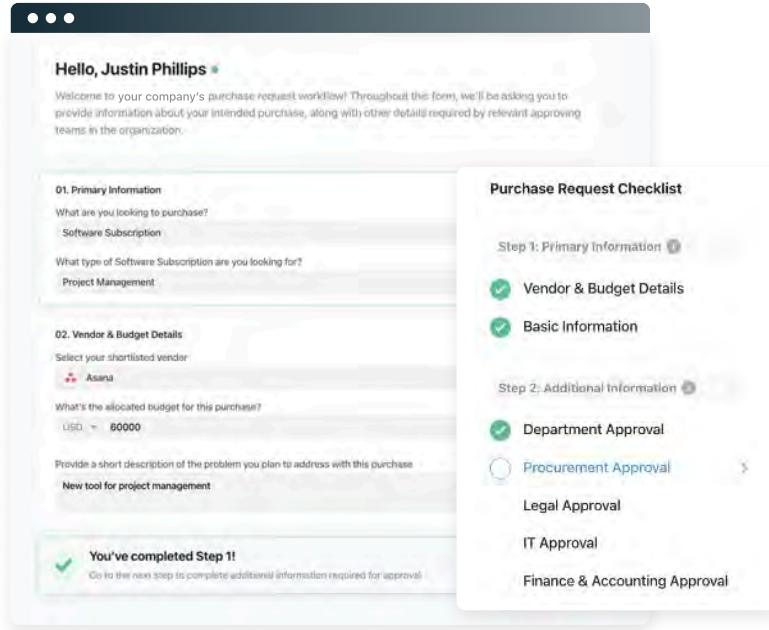 Hello, Justin Phillips
Welcome to your company's purchase request workflow! Throughout this form, we'll be asking you to
provide information about your intended purchase, along with other details required by relevant approving
teams in the organization.
01. Primary Information
What are you looking to purchase?
Software Subscription
What type of Software Subscription are you looking for?
Project Management
02. Vendor & Budget Details
Select your shortlisted vendor
Asana
What's the allocated budget for this purchase?
USD 60000
Provide a short description of the problem you plan to address with this purchase
New tool for project management
You've completed Step 1!
Go to the next step to complete additional information required for approval
Purchase Request Checklist
Step 1: Primary Information
Vendor & Budget Details
Basic Information
Step 2: Additional Information
Department Approval
Procurement Approval
Legal Approval
IT Approval
Finance & Accounting Approval